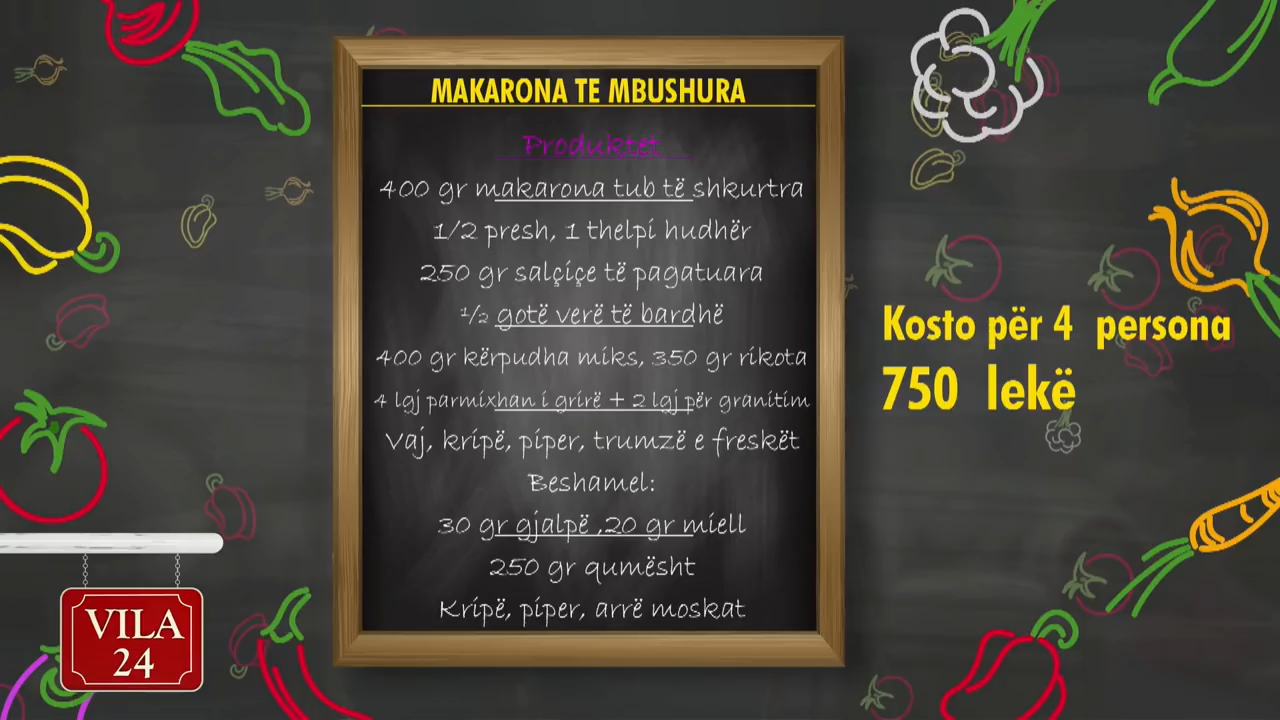 MAKARONA TE MBUSHURA
Produktet
400 gr makarona tub të shkurtra
1/2 presh, 1 thelpi hudhër
250 gr salçiçe të pagatuara
½ gotë verë të bardhë
400 gr kërpudha miks, 350 gr rikota
4 lgj parmixhan i grirë + 2 lgj për granitim
Vaj, kripë, piper, trumzë e freskët
Beshamel:
30 gr gjalpë ,20 gr miell
250 gr qumësht
Kripë, piper, arrë moskat
Kosto për 4 persona
750 lekë
VILA
24